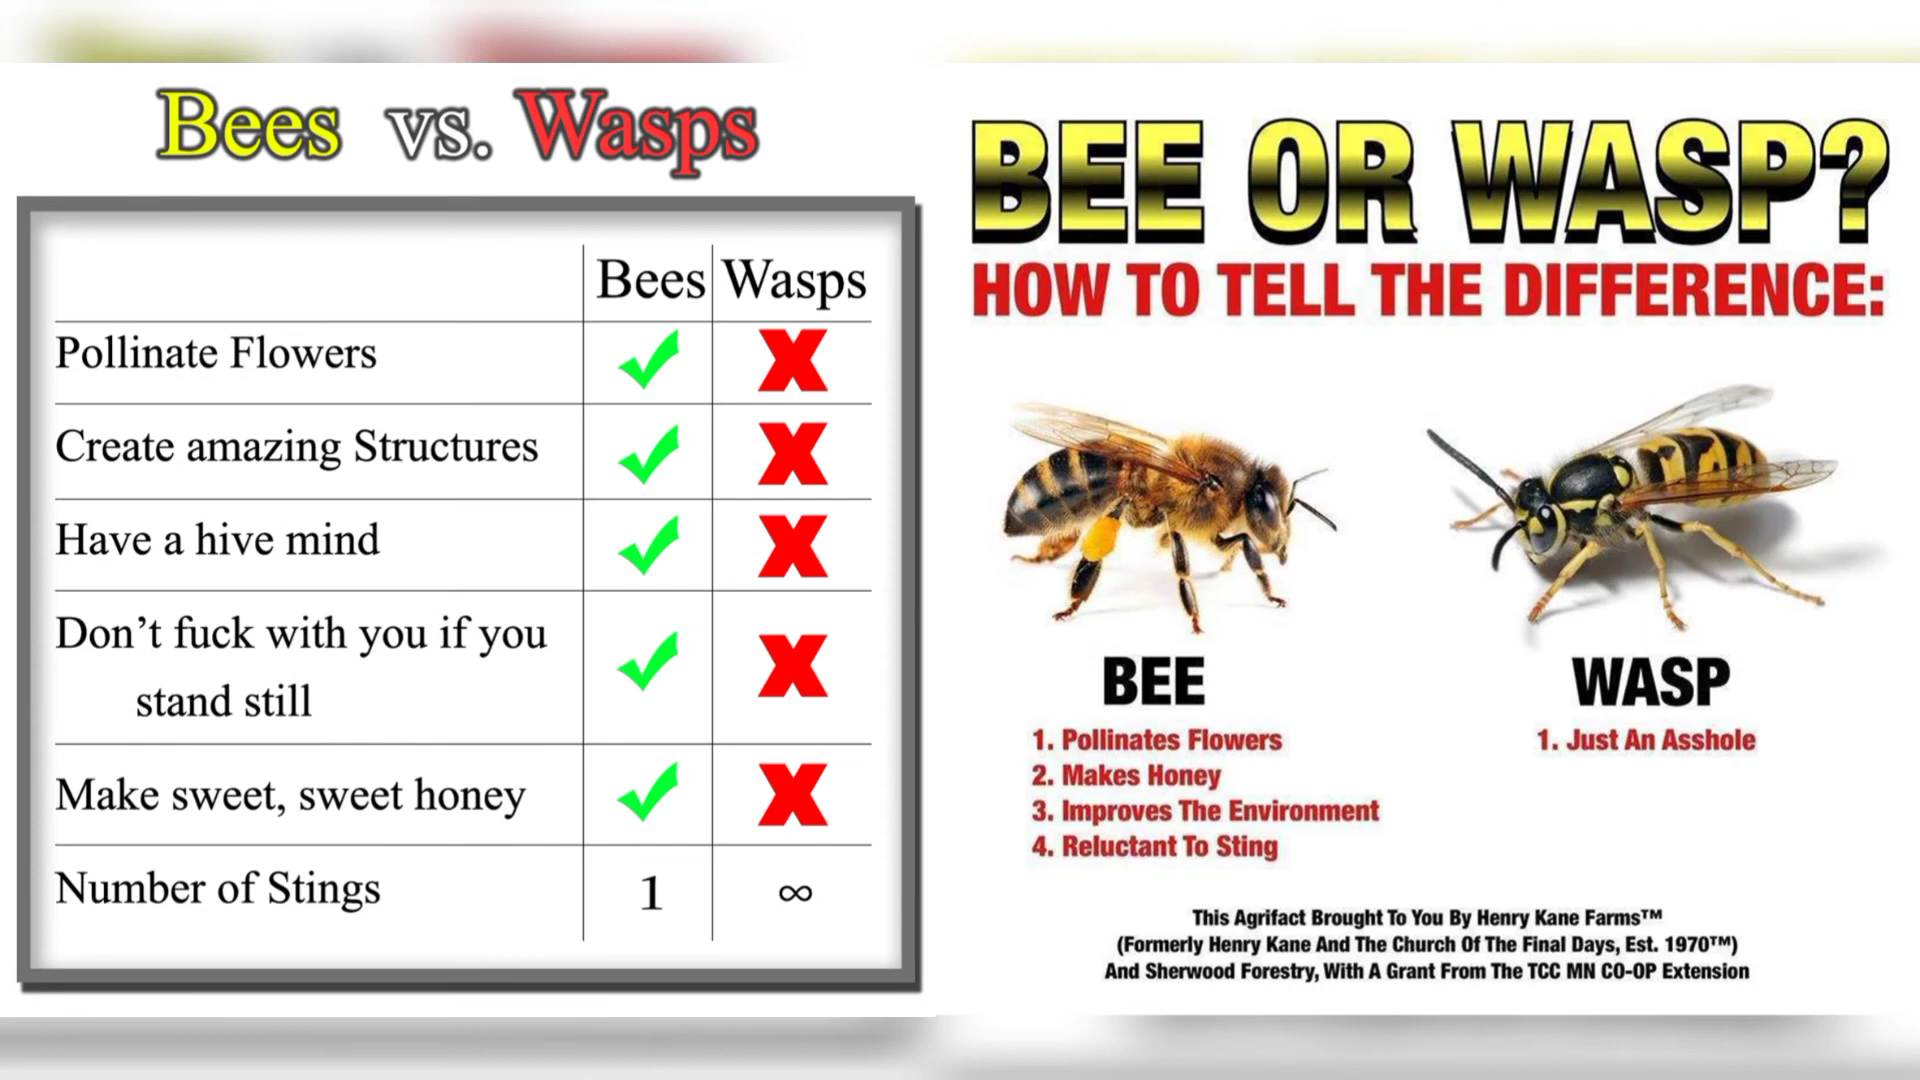 Bees vs. Wasps
Bees Wasps
Pollinate Flowers
Create amazing Structures
Have a hive mind
Don't fuck with you if you
stand still
Make sweet, sweet honey
Number of Stings 1 ∞
BEE OR WASP?
HOW TO TELL THE DIFFERENCE:
BEE
1. Pollinates Flowers
2. Makes Honey
3. Improves The Environment
4. Reluctant To Sting
WASP
1. Just An Asshole
This Agrifact Brought To You By Henry Kane Farms™
(Formerly Henry Kane And The Church Of The Final Days, Est. 1970™)
And Sherwood Forestry, With A Grant From The TCC MN CO-OP Extension